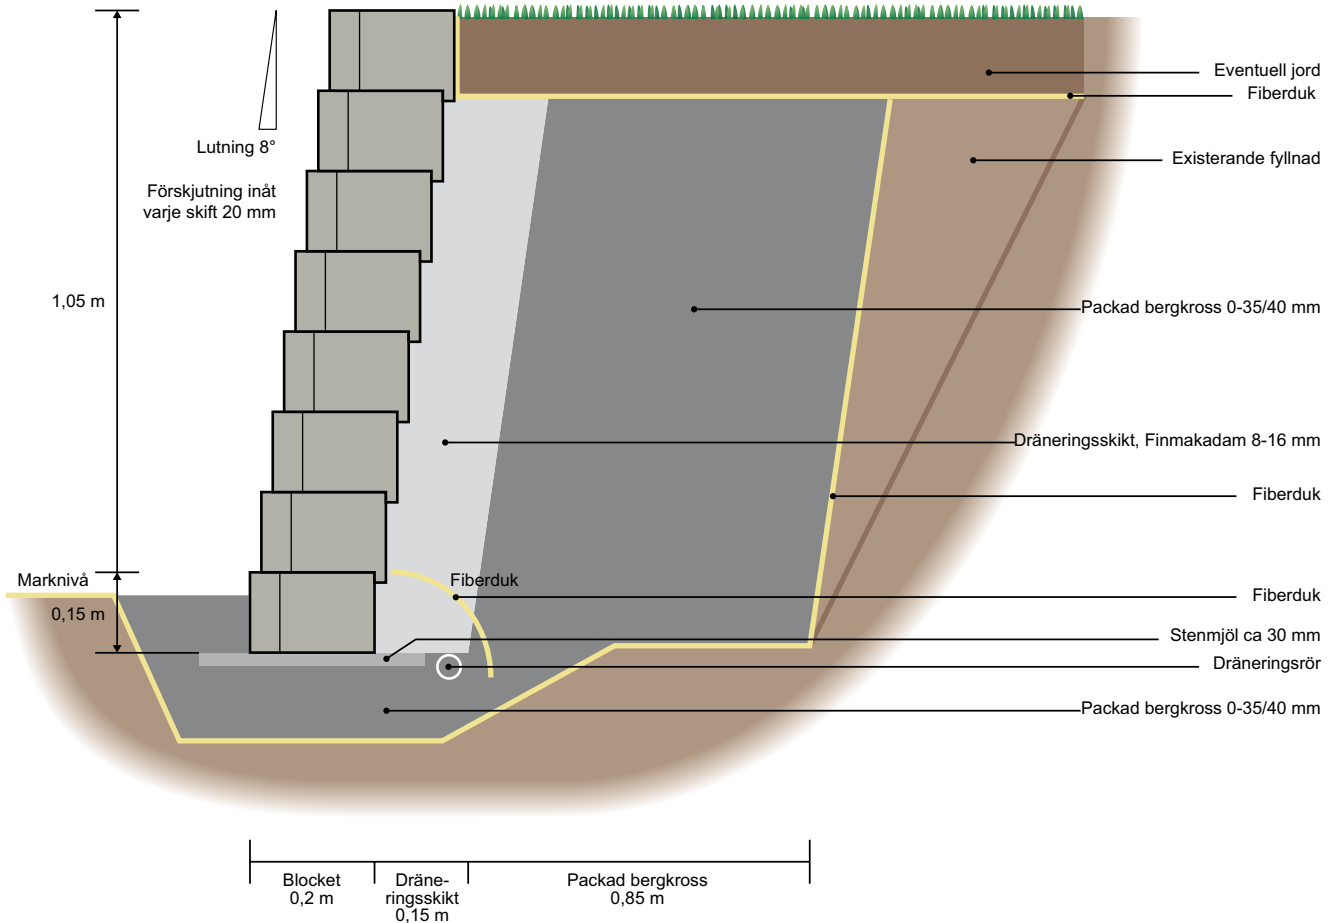 Eventuell jord
Fiberduk
Lutning 8°
Existerande fyllnad
Förskjutning inåt
varje skift 20 mm
1,05 m
Packad bergkross 0-35/40 mm
Dräneringsskikt, Finmakadam 8-16 mm
Fiberduk
Marknivå
Fiberduk
0,15 m
Fiberduk
Stenmjöl ca 30 mm
Dräneringsrör
Packad bergkross 0-35/40 mm
Blocket
0,2 m
Dräne-
ringsskikt
0,15 m
Packad bergkross
0,85 m